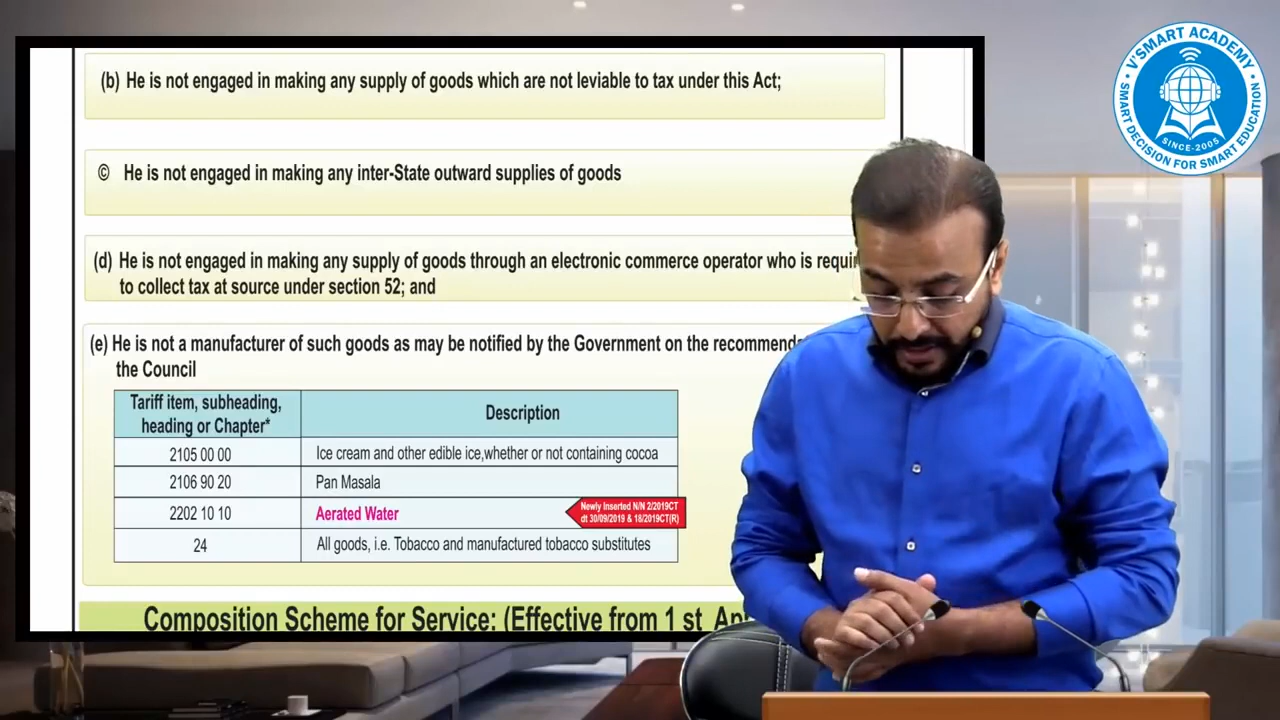 (b) He is not engaged in making any supply of goods which are not leviable to tax under this Act;
© He is not engaged in making any inter-State outward supplies of goods
(d) He is not engaged in making any supply of goods through an electronic commerce operator who is requi
to collect tax at source under section 52; and
(e) He is not a manufacturer of such goods as may be notified by the Government on the recommend
the Council
Tariff item, subheading,
heading or Chapter*
Description
2105 00 00 Ice cream and other edible ice,whether or not containing cocoa
2106 90 20 Pan Masala
2202 10 10 Aerated Water
Newly Inserted N/N 2/2019CT
dt 30/09/2019 & 18/2019CT(R)
24 All goods, i.e. Tobacco and manufactured tobacco substitutes
Composition Scheme for Service: (Effective from 1 st Ap
V'SMART ACADEMY
SINCE-2005
SMART DECISION FOR SMART EDUCATION